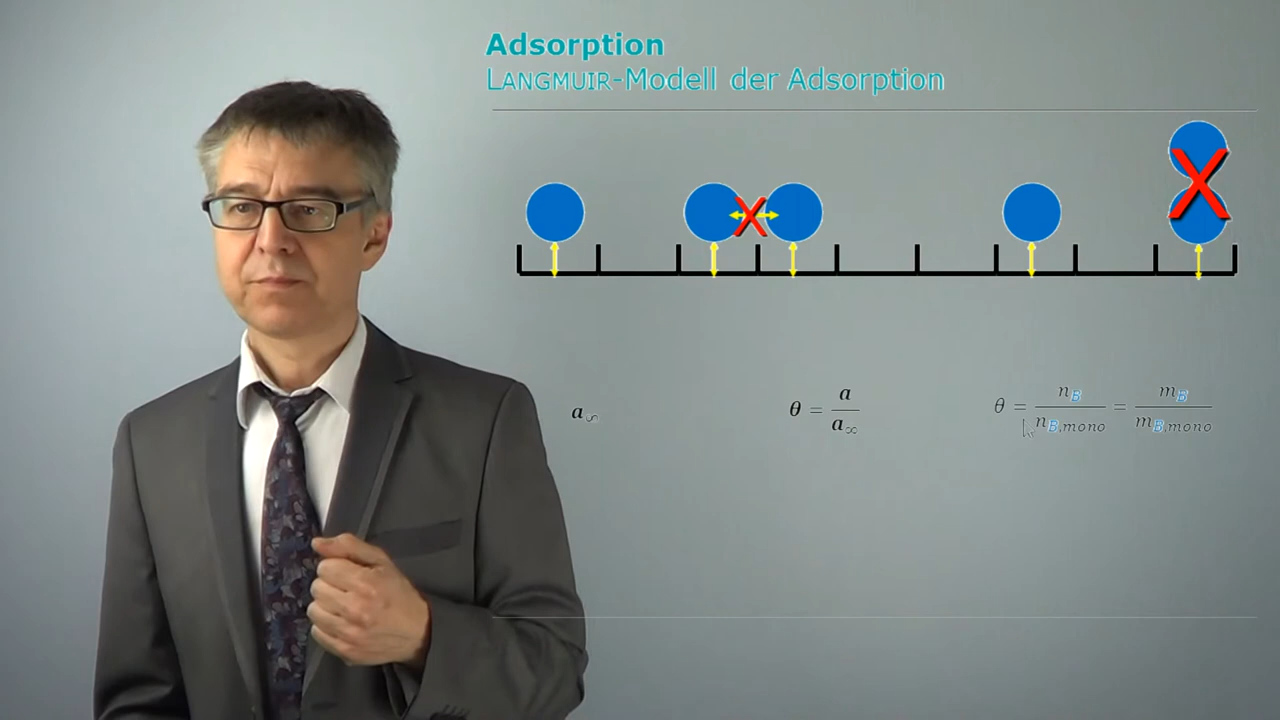 Adsorption
LANGMUIR-Modell der Adsorption
X X
a∞ θ = a/a∞ θ = nB/nB,mono = mB/mB,mono